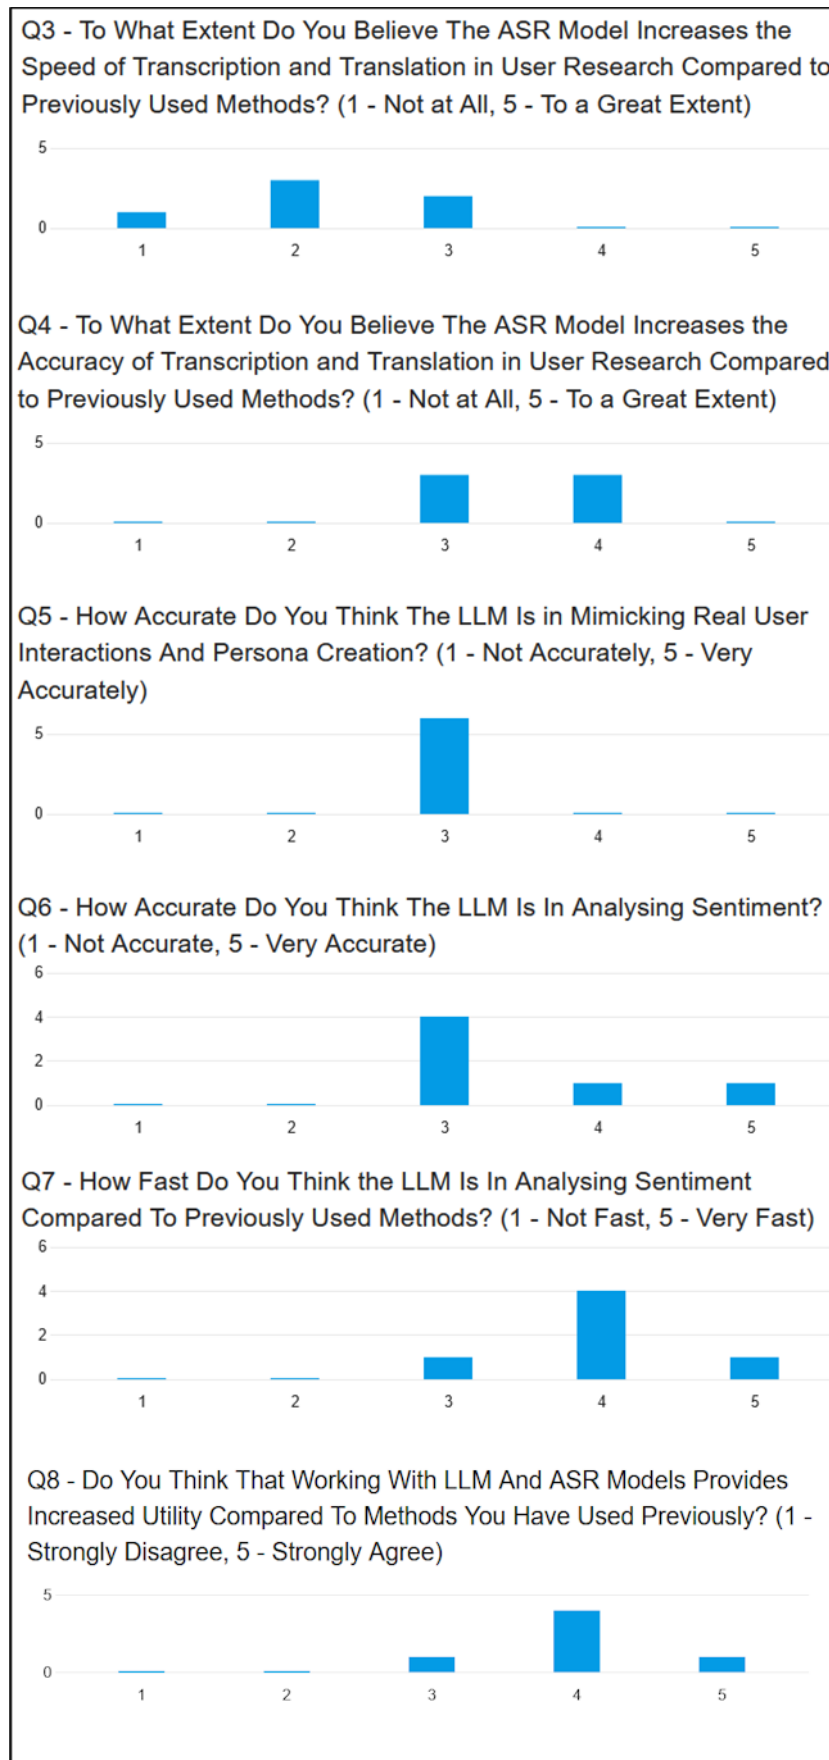 Q3 - To What Extent Do You Believe The ASR Model Increases the
Speed of Transcription and Translation in User Research Compared to
Previously Used Methods? (1 - Not at All, 5 - To a Great Extent)
5
0
1 2 3 4 5
Q4 - To What Extent Do You Believe The ASR Model Increases the
Accuracy of Transcription and Translation in User Research Compared
to Previously Used Methods? (1 - Not at All, 5 - To a Great Extent)
5
0
1 2 3 4 5
Q5 - How Accurate Do You Think The LLM Is in Mimicking Real User
Interactions And Persona Creation? (1 - Not Accurately, 5 - Very
Accurately)
5
0
1 2 3 4 5
Q6 - How Accurate Do You Think The LLM Is In Analysing Sentiment?
(1 - Not Accurate, 5 - Very Accurate)
6
4
2
0
1 2 3 4 5
Q7 - How Fast Do You Think the LLM Is In Analysing Sentiment
Compared To Previously Used Methods? (1 - Not Fast, 5 - Very Fast)
6
4
2
0
1 2 3 4 5
Q8 - Do You Think That Working With LLM And ASR Models Provides
Increased Utility Compared To Methods You Have Used Previously? (1 -
Strongly Disagree, 5 - Strongly Agree)
5
0
1 2 3 4 5